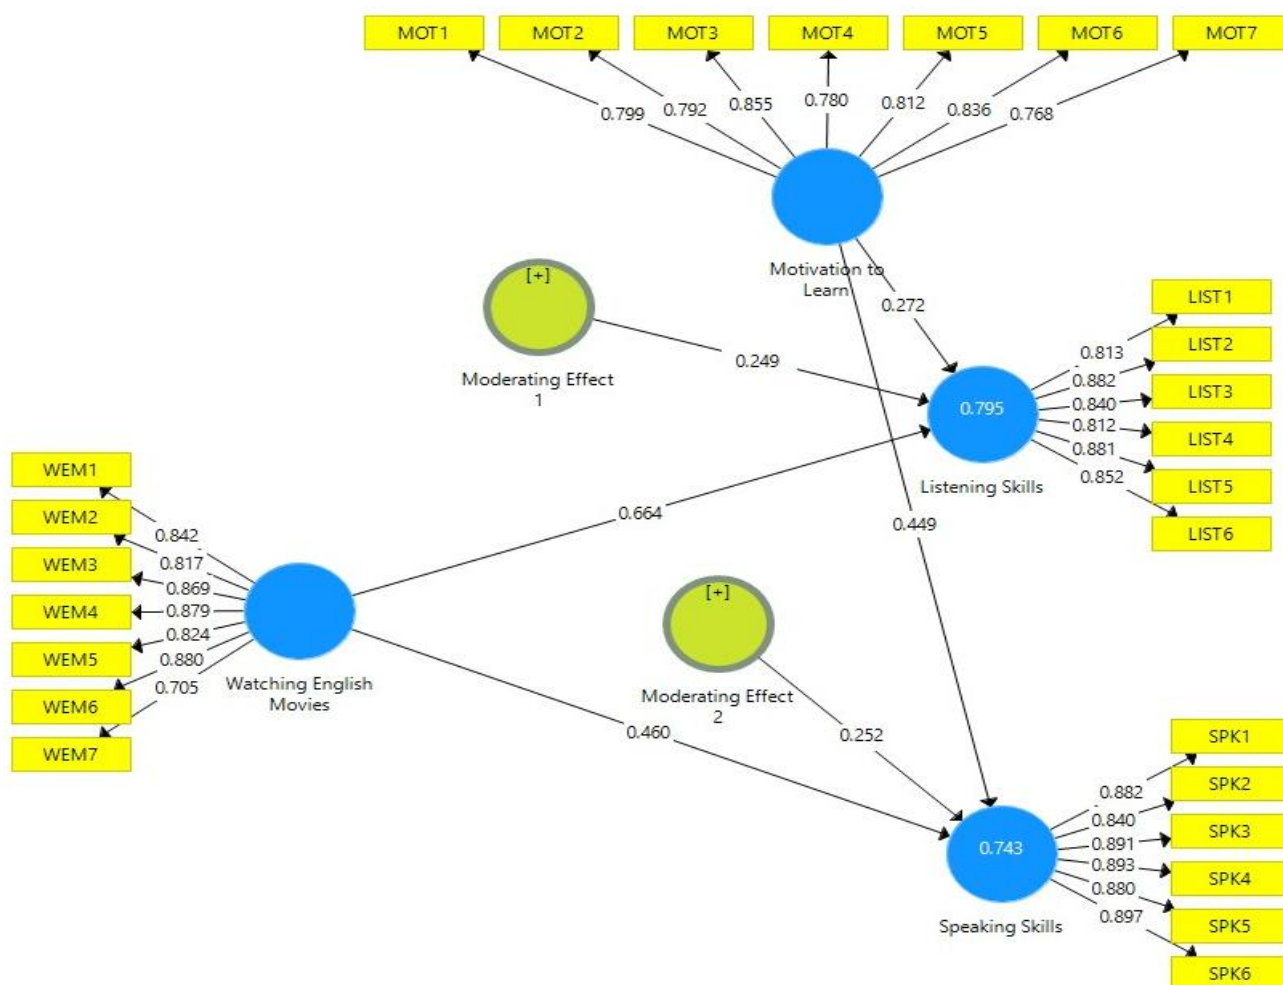 MOT1 MOT2 MOT3 MOT4 MOT5 MOT6 MOT7
0.799 0.792 0.855 0.780 0.812 0.836 0.768
Motivation to
Learn
[+]
Moderating Effect
1
0.272
0.249
LIST1
LIST2
LIST3
LIST4
LIST5
LIST6
0.813
0.882
0.840
0.812
0.881
0.852
0.795
Listening Skills
WEM1
WEM2
WEM3
WEM4
WEM5
WEM6
WEM7
0.842
0.817
0.869
0.879
0.824
0.880
0.705
Watching English
Movies
0.664
0.449
[+]
Moderating Effect
2
0.460
0.252
SPK1
SPK2
SPK3
SPK4
SPK5
SPK6
0.882
0.840
0.891
0.893
0.880
0.897
0.743
Speaking Skills